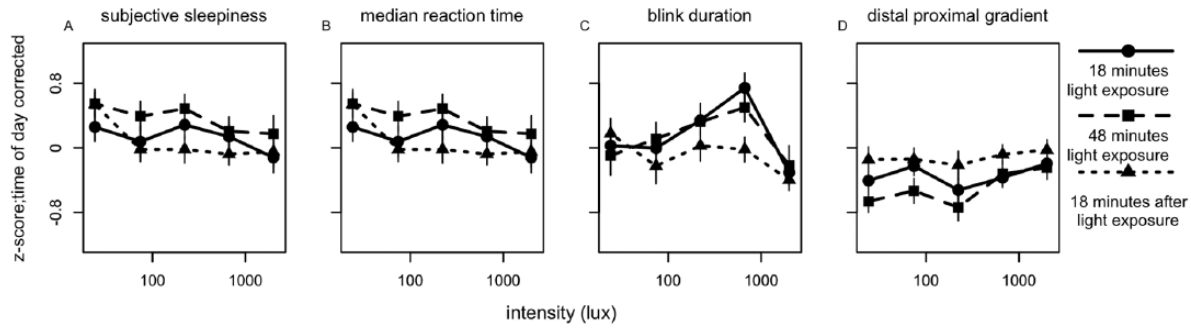 A
subjective sleepiness
B
median reaction time
C
blink duration
D
distal proximal gradient
z-score;time of day corrected
0.8
0
-0.8
100
1000
100
1000
100
1000
100
1000
intensity (lux)
18 minutes
light exposure
48 minutes
light exposure
18 minutes after
light exposure